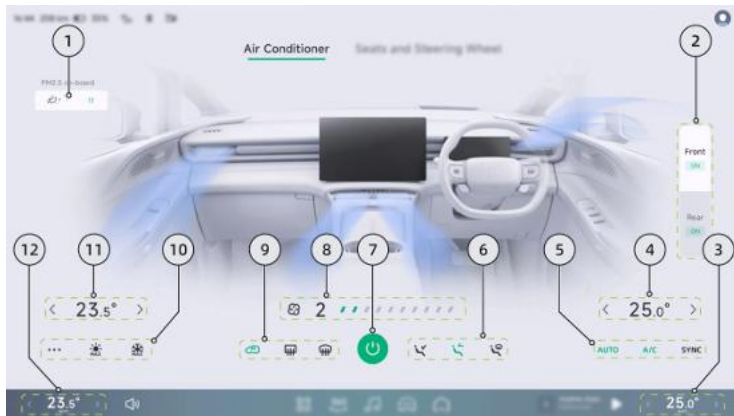 Air Conditioner Seats and Steering Wheel
1
2
PM2.5 on-board
Front
ON
Rear
ON
12 11 10 9 8 7 6 5 4 3
23.5° 2 25.0°
AUTO A/C SYNC
23.5° 25.0°